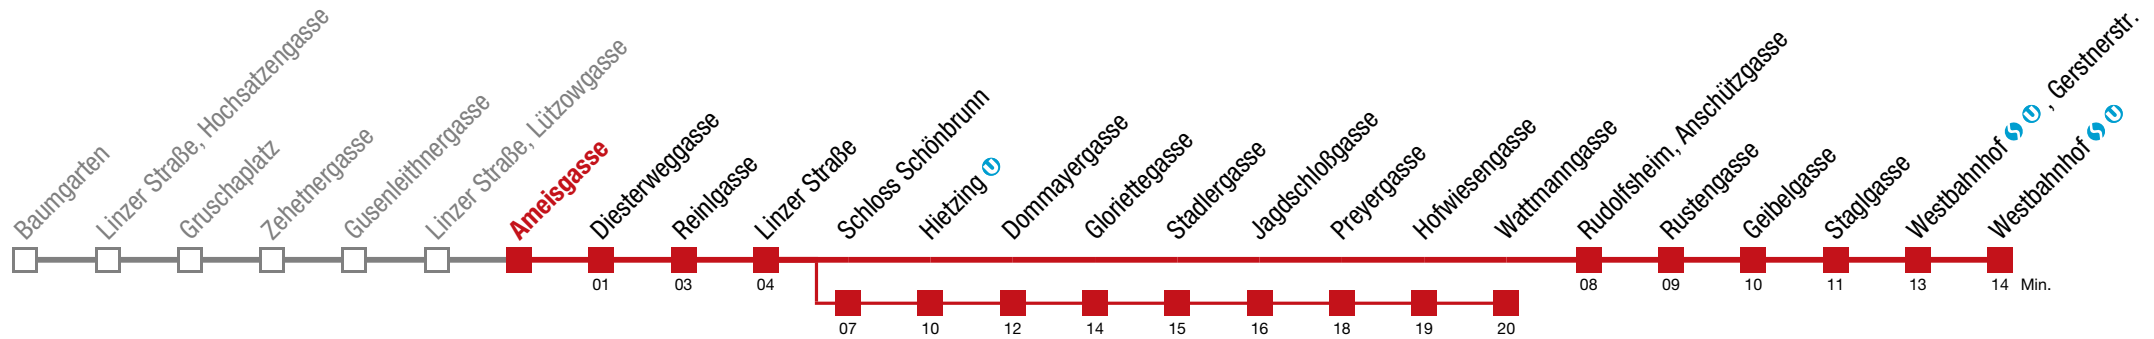 Baumgarten
Linzer Straße, Hochsatzengasse
Gruschaplatz
Zehetnergasse
Gusenleithnergasse
Linzer Straße, Lützowgasse
Ameisgasse
Diesterweggasse
Reinlgasse
Linzer Straße
Schloss Schönbrunn
Hietzing U
Dommayergasse
Gloriettegasse
Stadlergasse
Jagdschloßgasse
Preyergasse
Hofwiesengasse
Wattmanngasse
Rudolfsheim, Anschützgasse
Rustengasse
Geibelgasse
Staglgasse
Westbahnhof S U , Gerstnerstr.
Westbahnhof S U
01 03 04 08 09 10 11 13 14 Min.
07 10 12 14 15 16 18 19 20